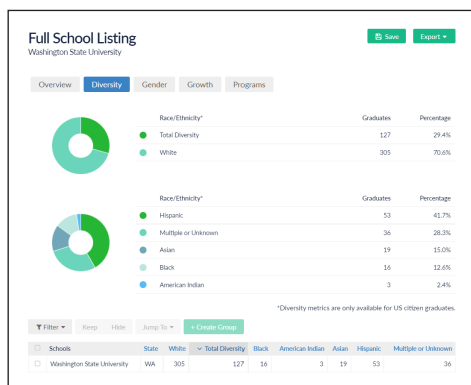 Full School Listing
Washington State University
Save Export
Overview Diversity Gender Growth Programs
Race/Ethnicity* Graduates Percentage
Total Diversity 127 29.4%
White 305 70.6%
Race/Ethnicity* Graduates Percentage
Hispanic 53 41.7%
Multiple or Unknown 36 28.3%
Asian 19 15.0%
Black 16 12.6%
American Indian 3 2.4%
*Diversity metrics are only available for US citizen graduates.
Filter Keep Hide Jump To + Create Group
Schools State White Total Diversity Black American Indian Asian Hispanic Multiple or Unknown
Washington State University WA 305 127 16 3 19 53 36